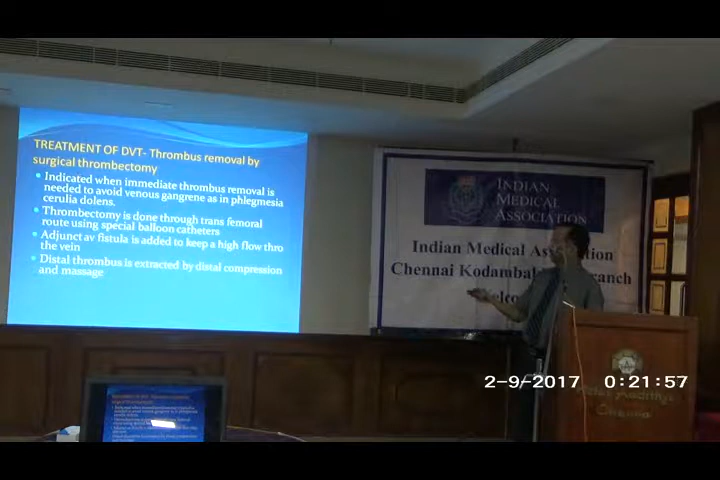 TREATMENT OF DVT- Thrombus removal by
surgical thrombectomy
Indicated when immediate thrombus removal is
needed to avoid venous gangrene as in phlegmesia
cerulia dolens.
Thrombectomy is done through trans femoral
route using special balloon catheters
Adjunct av fistula is added to keep a high flow thro
the vein
Distal thrombus is extracted by distal compression
and massage
INDIAN
MEDICAL
ASSOCIATION
Indian Medical
Chennai
2-9-2017 0:21:57
Chennai